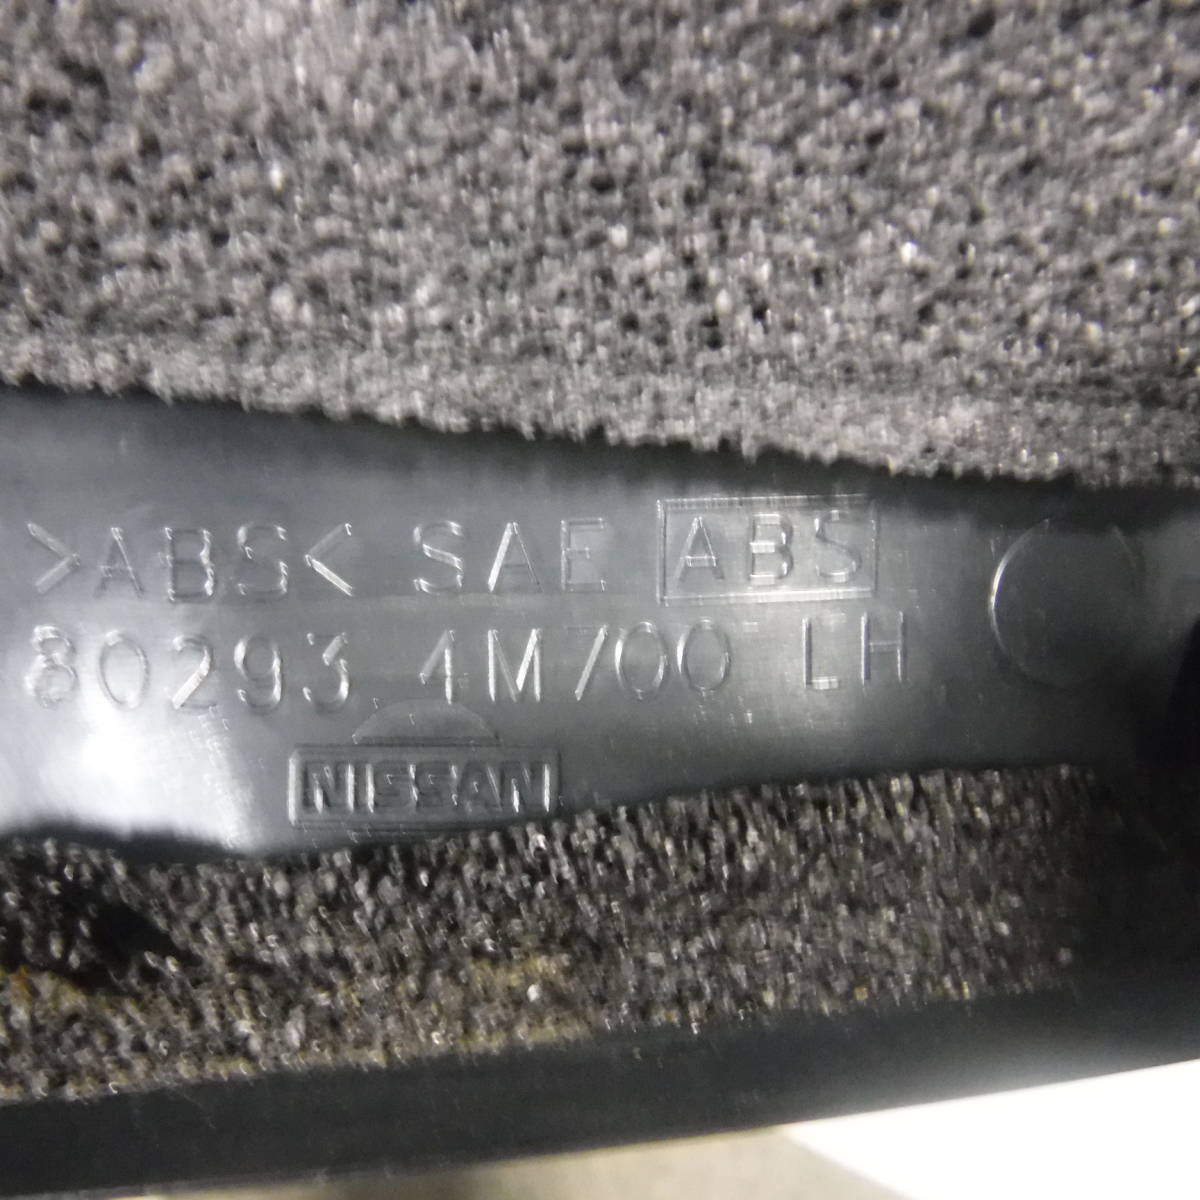 >ABS< SAE ABS
80293 4M700 LH
NISSAN